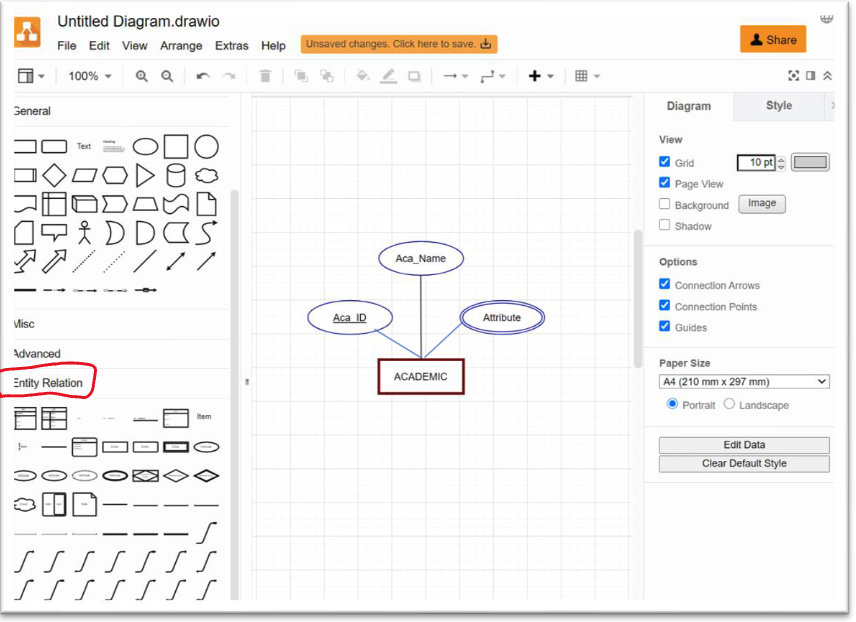 Untitled Diagram.drawio
File Edit View Arrange Extras Help Unsaved changes. Click here to save. Share
100%
General
Text Heading
Misc
Advanced
Entity Relation
Item
Aca_Name
Aca_ID
Attribute
ACADEMIC
Diagram Style
View
Grid 10 pt
Page View
Background Image
Shadow
Options
Connection Arrows
Connection Points
Guides
Paper Size
A4 (210 mm x 297 mm)
Portrait Landscape
Edit Data
Clear Default Style